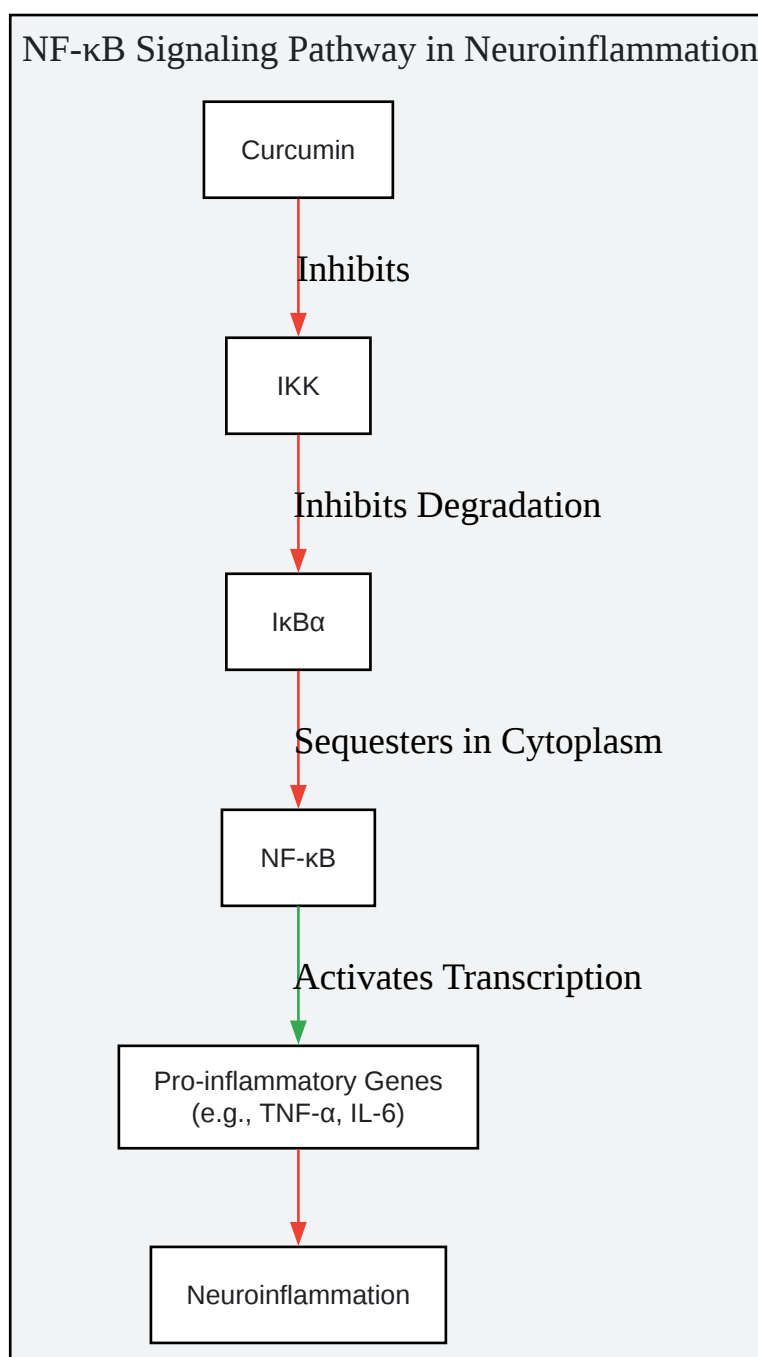 NF-κB Signaling Pathway in Neuroinflammation
Curcumin
Inhibits
IKK
Inhibits Degradation
IκBα
Sequesters in Cytoplasm
NF-κB
Activates Transcription
Pro-inflammatory Genes
(e.g., TNF-α, IL-6)
Neuroinflammation